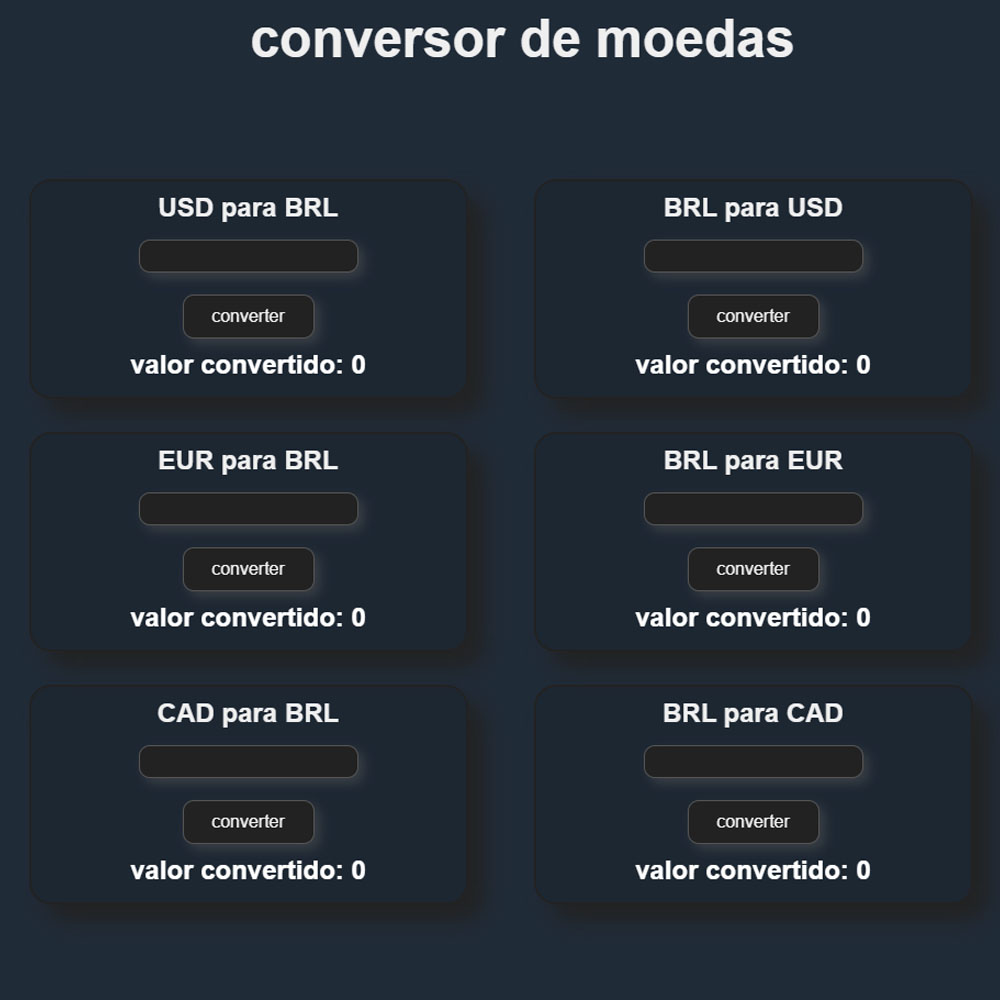 conversor de moedas
USD para BRL
converter
valor convertido: 0
BRL para USD
converter
valor convertido: 0
EUR para BRL
converter
valor convertido: 0
BRL para EUR
converter
valor convertido: 0
CAD para BRL
converter
valor convertido: 0
BRL para CAD
converter
valor convertido: 0